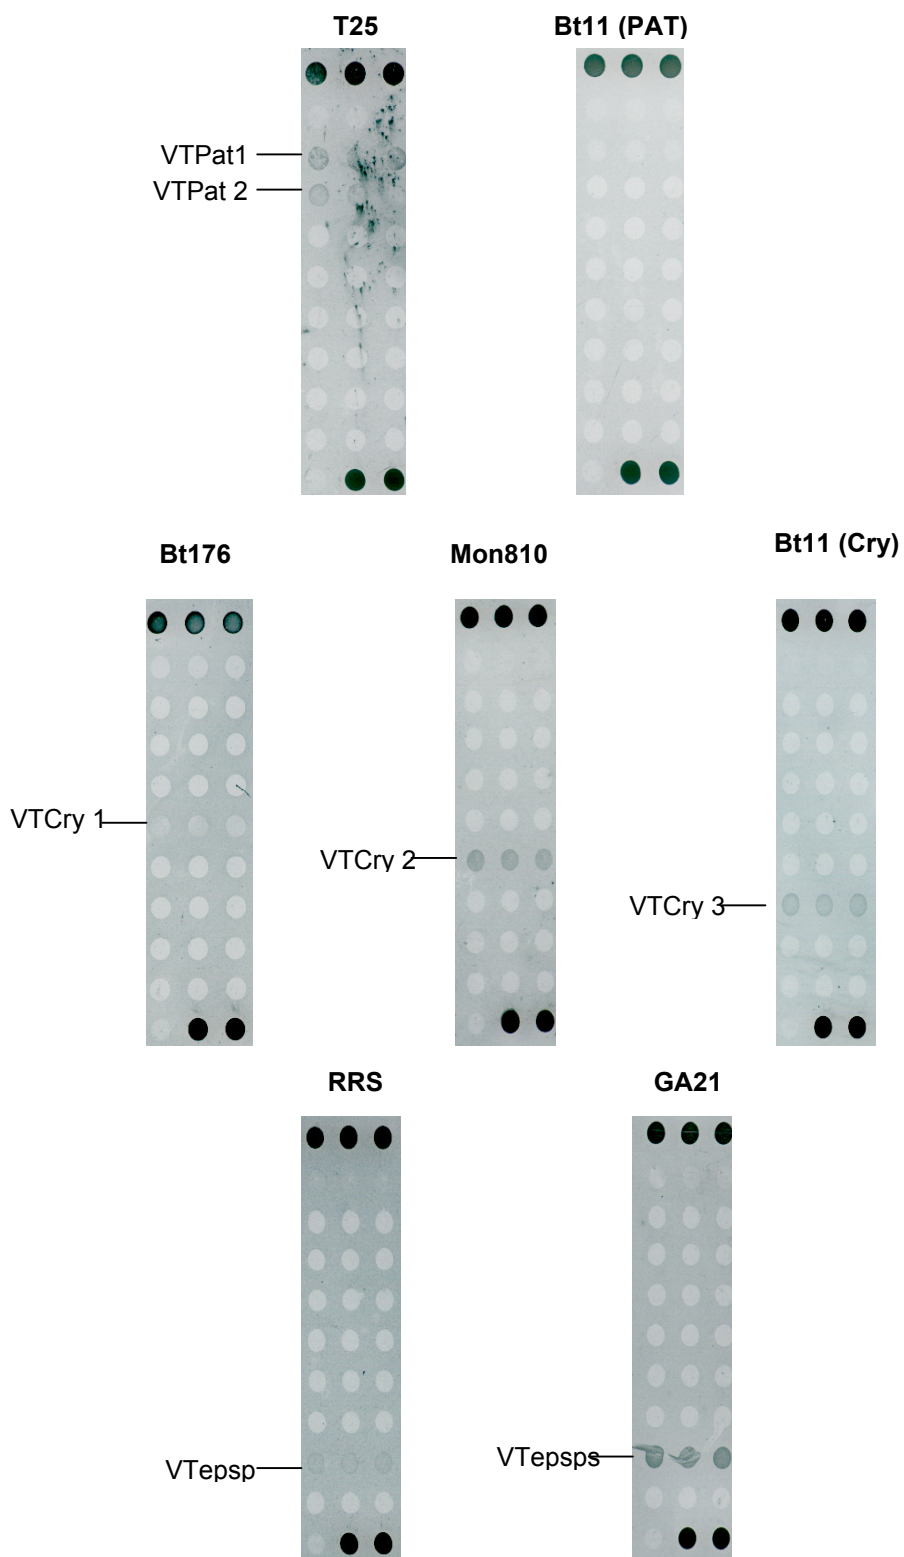 T25
Bt11 (PAT)
VTPat1
VTPat 2
Bt176
Mon810
Bt11 (Cry)
VTCry 1
VTCry 2
VTCry 3
RRS
GA21
VTepsp
VTepsps